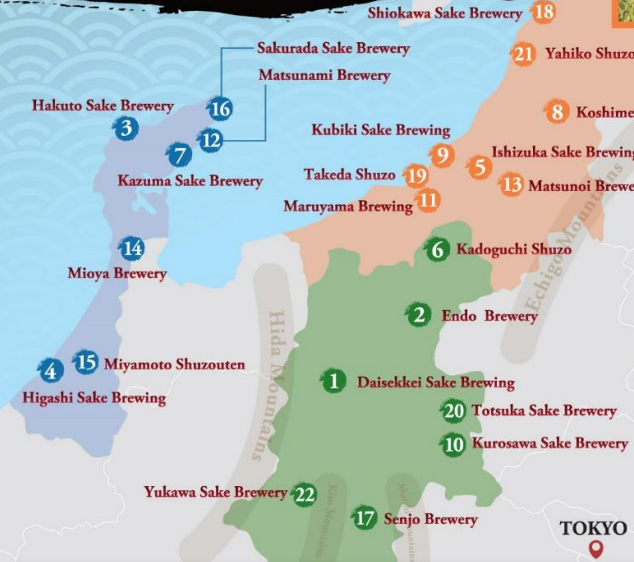 Shiokawa Sake Brewery 18
Sakurada Sake Brewery
21 Yahiko Shuzo
Matsunami Brewery
Hakuto Sake Brewery
16
3
8 Koshime
Kubiki Sake Brewing
12
7
9
Ishizuka Sake Brewing
5
Kazuma Sake Brewery
Takeda Shuzo 19
13 Matsunoi Brewe
Maruyama Brewing 11
14
6 Kadoguchi Shuzo
Mioya Brewery
Echigo Mountains
2 Endo Brewery
Hida Mountains
4
15 Miyamoto Shuzouten
1 Daisekkei Sake Brewing
Higashi Sake Brewing
20 Totsuka Sake Brewery
10 Kurosawa Sake Brewery
Yukawa Sake Brewery 22
Kiso Mountains
17 Senjo Brewery
TOKYO